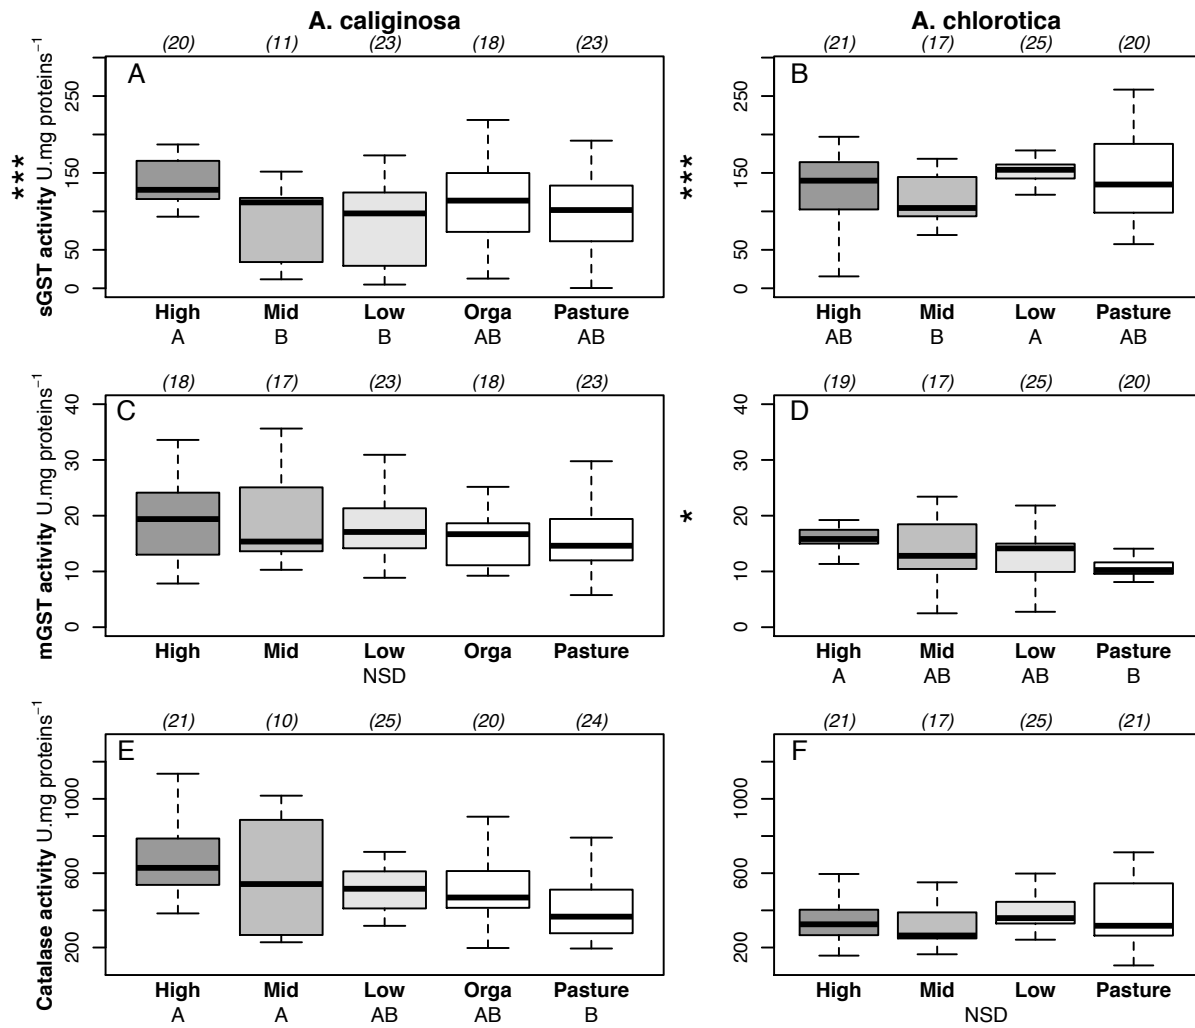 A. caliginosa
A. chlorotica
(20) (11) (23) (18) (23)
(21) (17) (25) (20)
A
B
sGST activity U.mg proteins⁻¹
***
0 50 150 250
***
0 50 150 250
High Mid Low Orga Pasture
A B B AB AB
High Mid Low Pasture
AB B A AB
(18) (17) (23) (18) (23)
(19) (17) (25) (20)
C
D
mGST activity U.mg proteins⁻¹
0 10 20 30 40
*
0 10 20 30 40
High Mid Low Orga Pasture
NSD
High Mid Low Pasture
A AB AB B
(21) (10) (25) (20) (24)
(21) (17) (25) (21)
E
F
Catalase activity U.mg proteins⁻¹
200 600 1000
200 600 1000
High Mid Low Orga Pasture
A A AB AB B
High Mid Low Pasture
NSD